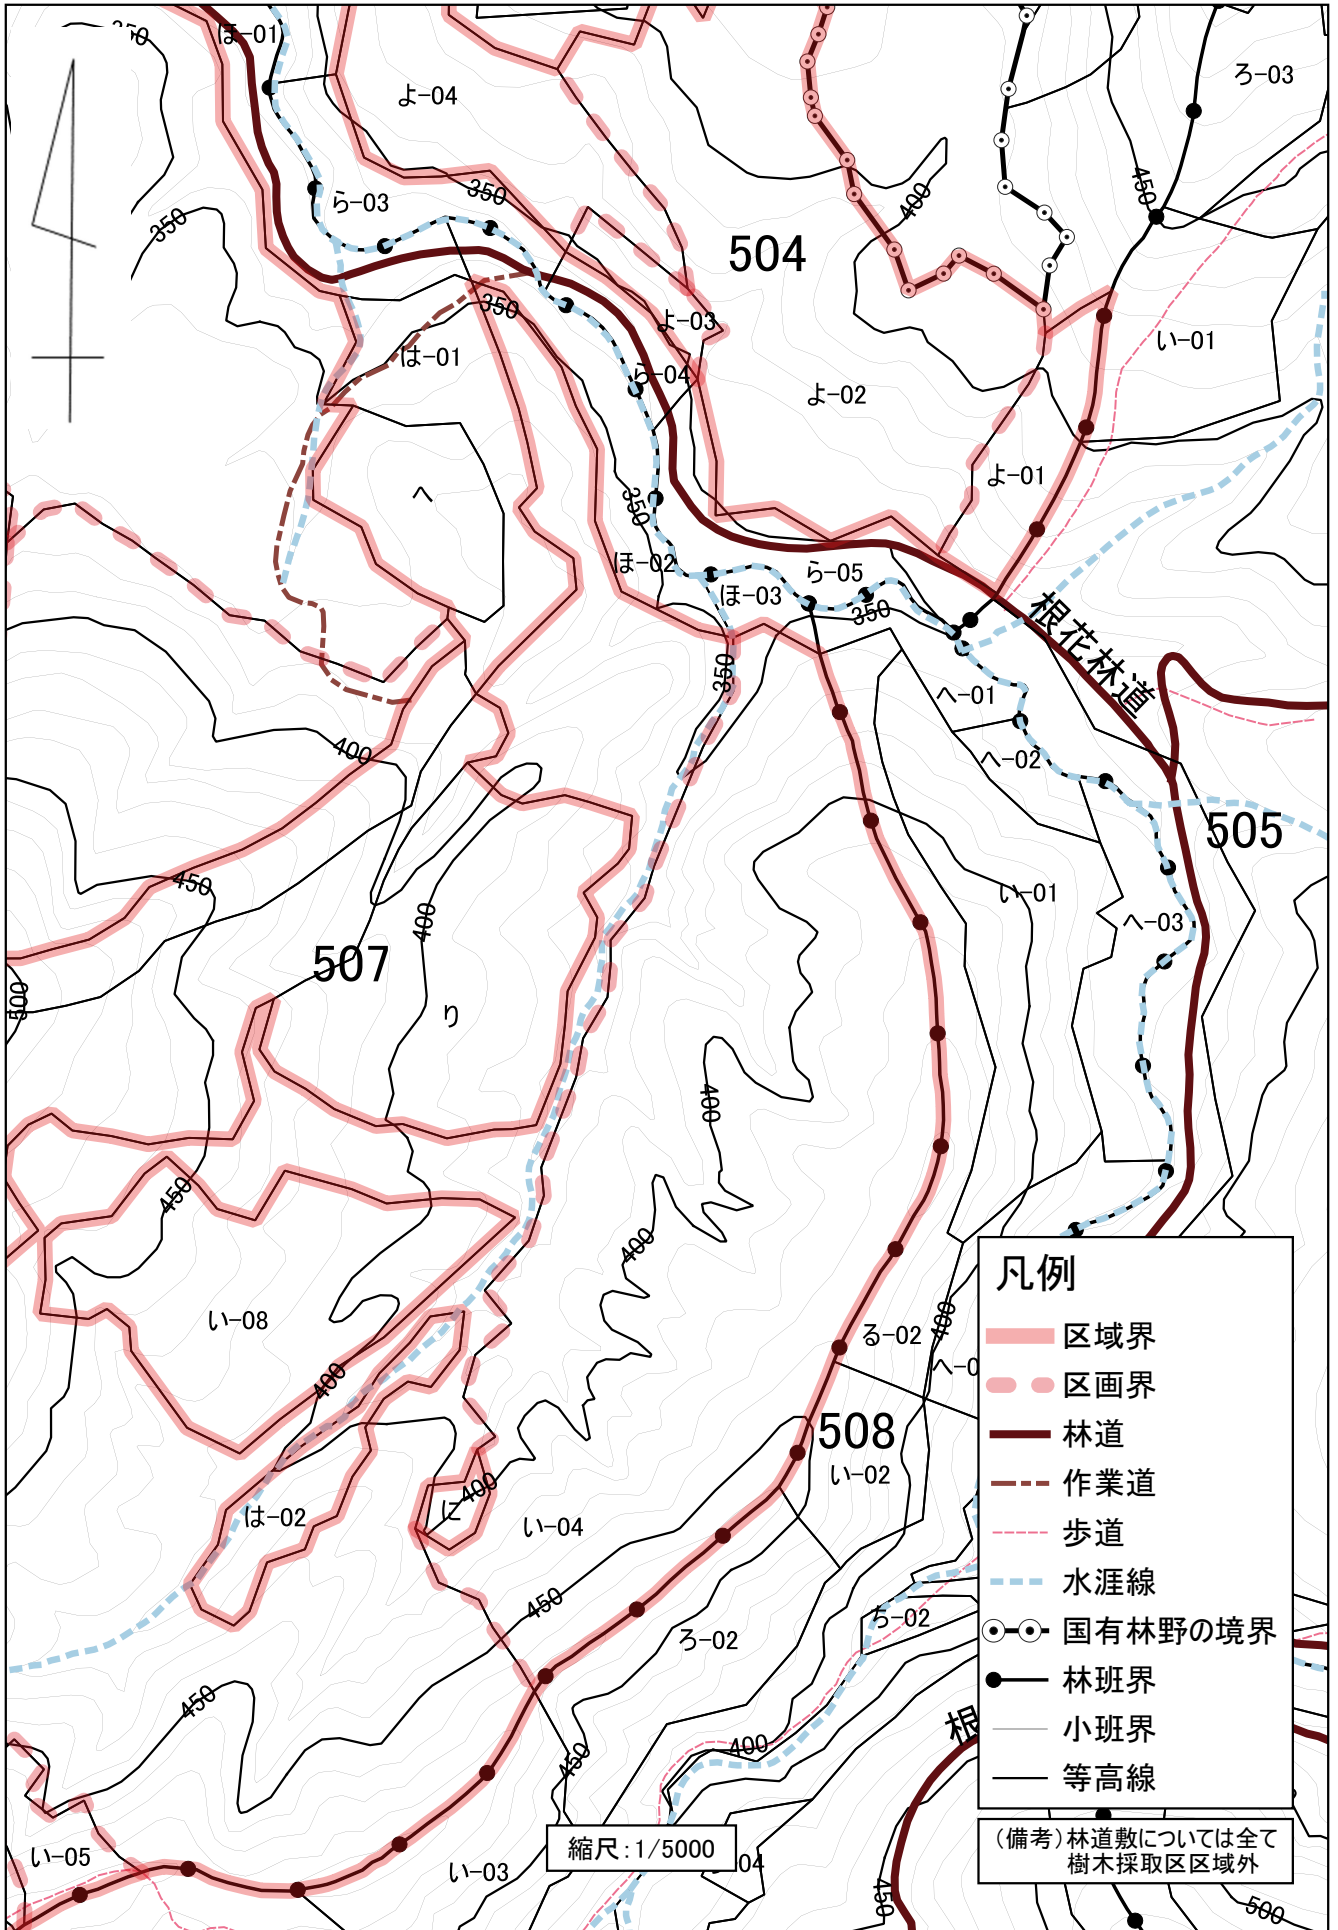 350
ほ-01
よ-04
ろ-03
350
ら-03
350
400
450
504
350
よ-03
い-01
は-01
ら-04
よ-02
よ-01
へ
350
ほ-02
ほ-03
ら-05
350
根花林道
350
へ-01
400
へ-02
505
450
400
い-01
へ-03
507
500
り
400
450
400
い-08
400
る-02
400
へ-0
508
い-02
400
に
は-02
い-04
450
ろ-02
ち-02
450
450
400
根
い-05
い-03
04
450
500
凡例
区域界
区画界
林道
作業道
歩道
水涯線
国有林野の境界
林班界
小班界
等高線
縮尺:1/5000
(備考)林道敷については全て
樹木採取区区域外